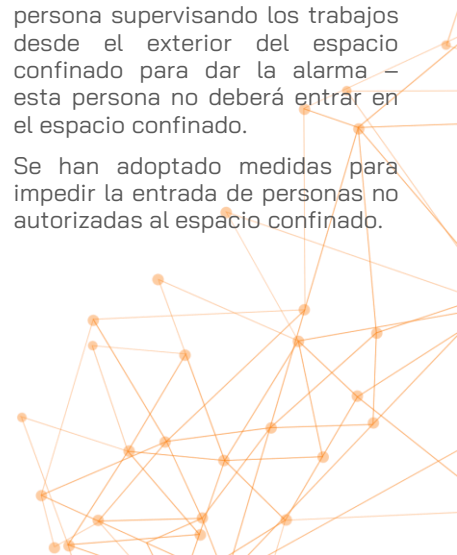 persona supervisando los trabajos
desde el exterior del espacio
confinado para dar la alarma –
esta persona no deberá entrar en
el espacio confinado.
Se han adoptado medidas para
impedir la entrada de personas no
autorizadas al espacio confinado.